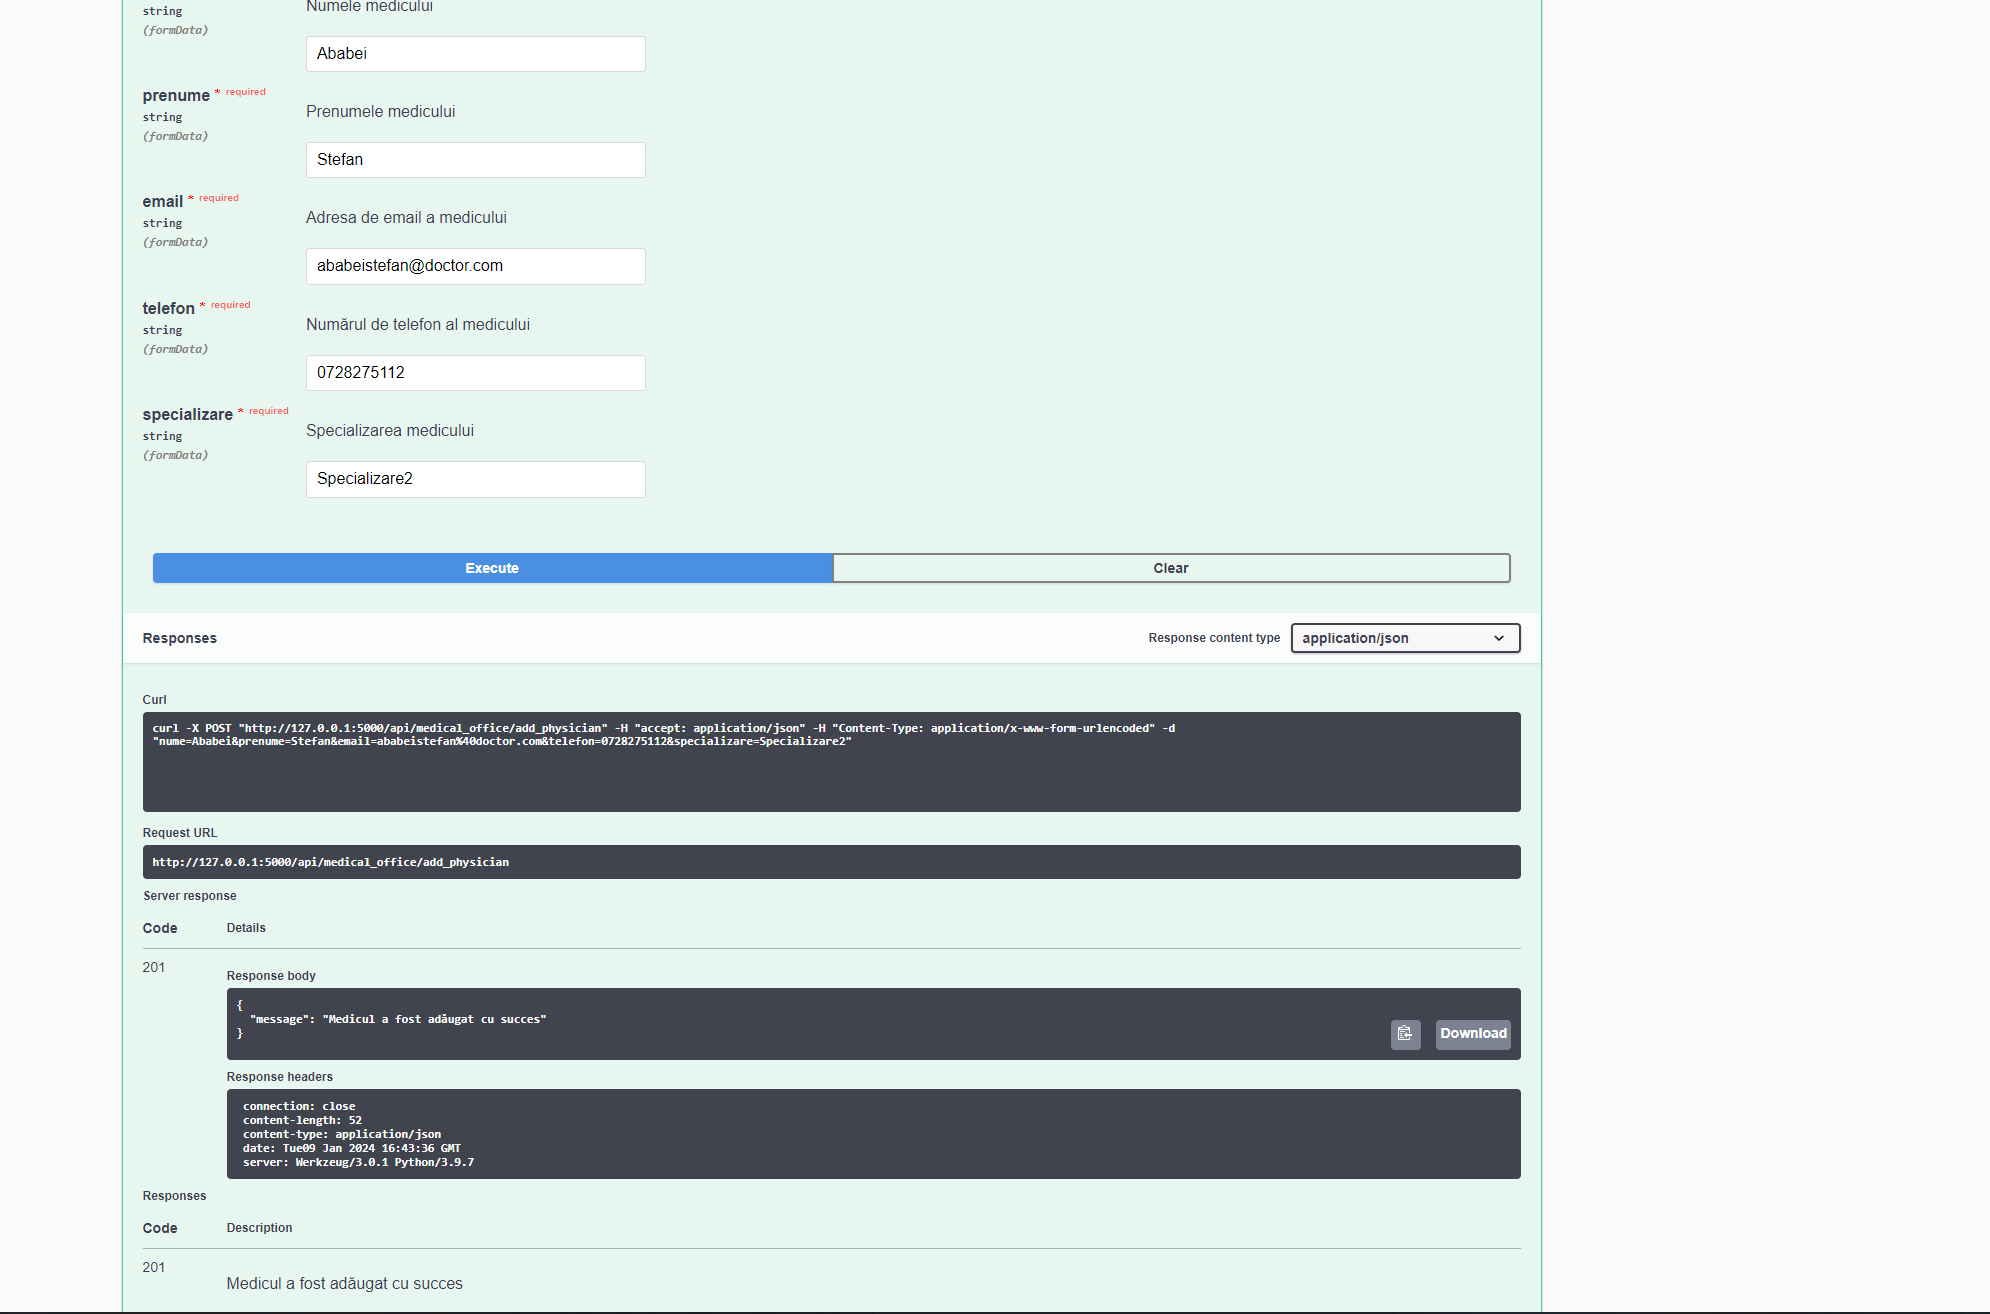 string
Numele medicului
(formData)
Ababei
prenume * required
string
Prenumele medicului
(formData)
Stefan
email * required
string
Adresa de email a medicului
(formData)
ababeistefan@doctor.com
telefon * required
string
Numărul de telefon al medicului
(formData)
0728275112
specializare * required
string
Specializarea medicului
(formData)
Specializare2
Execute
Clear
Responses
Response content type
application/json
Curl
curl -X POST "http://127.0.0.1:5000/api/medical_office/add_physician" -H "accept: application/json" -H "Content-Type: application/x-www-form-urlencoded" -d
"nume=Ababei&prenume=Stefan&email=ababeistefan%40doctor.com&telefon=0728275112&specializare=Specializare2"
Request URL
http://127.0.0.1:5000/api/medical_office/add_physician
Server response
Code
Details
201
Response body
{
"message": "Medicul a fost adăugat cu succes"
}
Download
Response headers
connection: close
content-length: 52
content-type: application/json
date: Tue09 Jan 2024 16:43:36 GMT
server: Werkzeug/3.0.1 Python/3.9.7
Responses
Code
Description
201
Medicul a fost adăugat cu succes